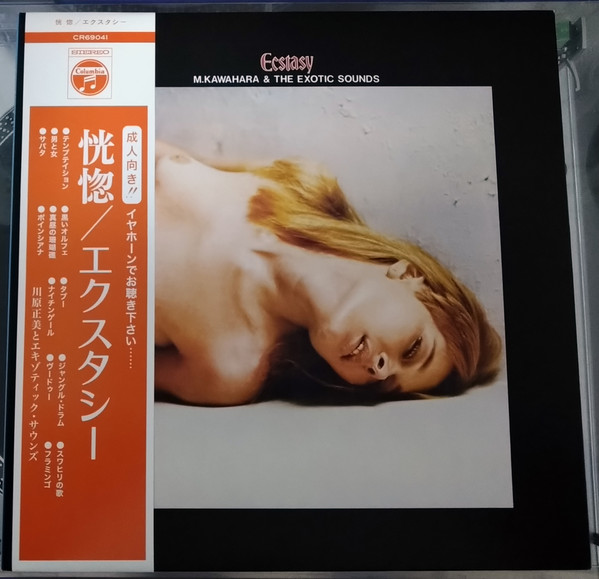 恍惚/エクスタシー
CR69041
STEREO
Columbia
成人向き!!
イヤホーンでお聴き下さい……
恍惚/エクスタシー
●テンプテイション
●男と女
●サバタ
●黒いオルフェ
●真昼の珊瑚礁
●ポインシアナ
●タブー
●ナイチンゲール
●ジャングル・ドラム
●ヴードゥー
●スワヒリの歌
●フラミンゴ
川原正美とエキゾティック・サウンズ
Ecstasy
M.KAWAHARA & THE EXOTIC SOUNDS